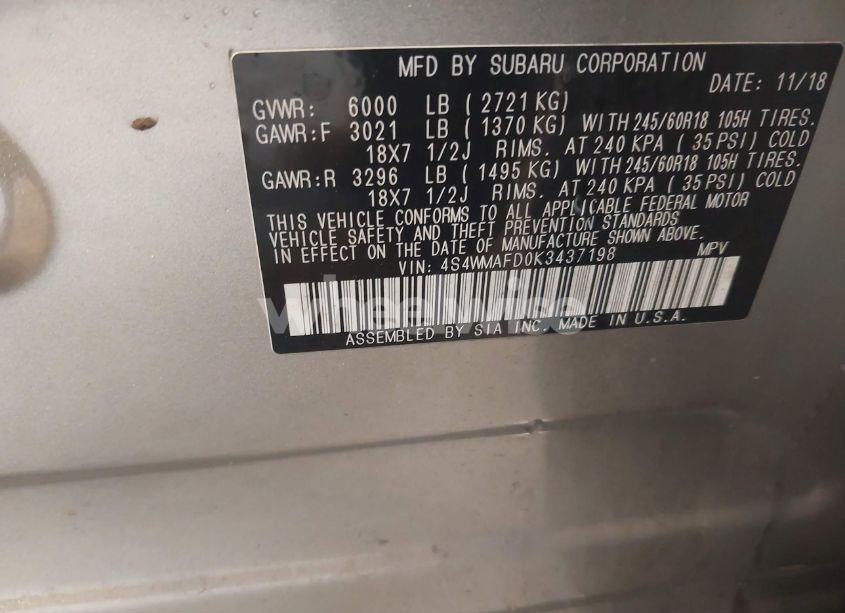 MFD BY SUBARU CORPORATION
DATE: 11/18
GVWR: 6000 LB ( 2721 KG)
GAWR:F 3021 LB ( 1370 KG) WITH 245/60R18 105H TIRES.
18X7 1/2J RIMS. AT 240 KPA ( 35 PSI) COLD
GAWR:R 3296 LB ( 1495 KG) WITH 245/60R18 105H TIRES.
18X7 1/2J RIMS. AT 240 KPA ( 35 PSI) COLD
THIS VEHICLE CONFORMS TO ALL APPLICABLE FEDERAL MOTOR
VEHICLE SAFETY AND THEFT PREVENTION STANDARDS
IN EFFECT ON THE DATE OF MANUFACTURE SHOWN ABOVE.
VIN: 4S4WMAFD0K3437198 MPV
wheelwise
ASSEMBLED BY SIA INC. MADE IN U.S.A.